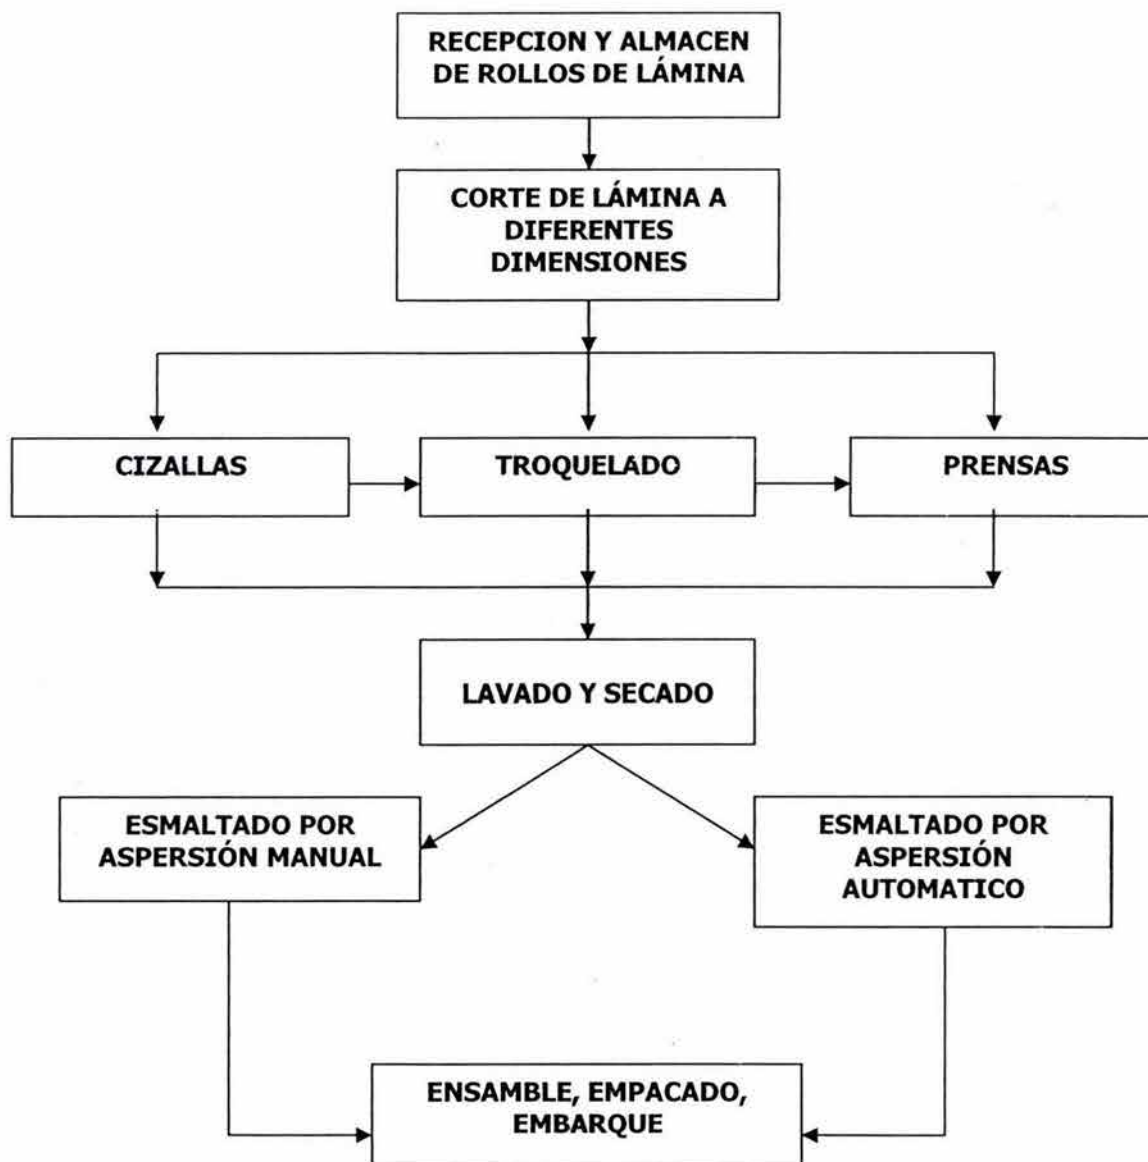 RECEPCION Y ALMACEN
DE ROLLOS DE LÁMINA
CORTE DE LÁMINA A
DIFERENTES
DIMENSIONES
CIZALLAS
TROQUELADO
PRENSAS
LAVADO Y SECADO
ESMALTADO POR
ASPERSIÓN MANUAL
ESMALTADO POR
ASPERSIÓN
AUTOMATICO
ENSAMBLE, EMPACADO,
EMBARQUE